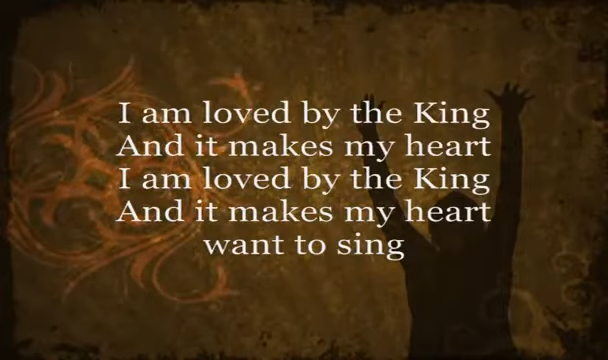 I am loved by the King
And it makes my heart
I am loved by the King
And it makes my heart
want to sing